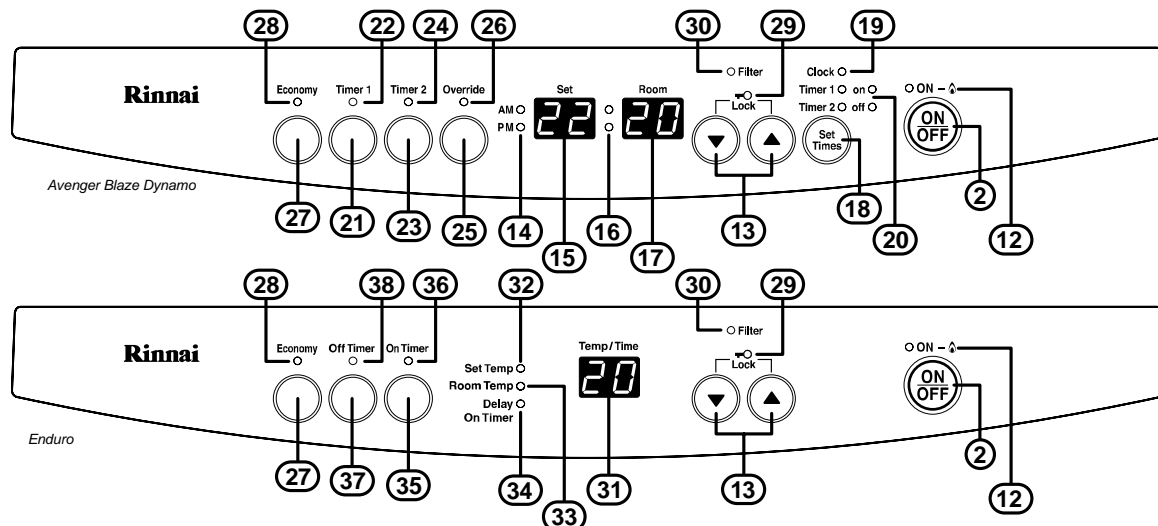 28 22 24 26 30 29 19
Rinnai
Economy Timer 1 Timer 2 Override
AM
PM
Set
22
Room
20
Filter
Lock
▼ ▲
Clock
Timer 1 on
Timer 2 off
Set
Times
ON
ON
OFF
Avenger Blaze Dynamo
27 21 23 25 14 15 16 17 13 18 20 2 12
28 38 36 32 30 29
Rinnai
Economy Off Timer On Timer
Set Temp
Room Temp
Delay
On Timer
Temp/Time
20
Filter
Lock
▼ ▲
ON
ON
OFF
Enduro
27 37 35 34 33 31 13 2 12